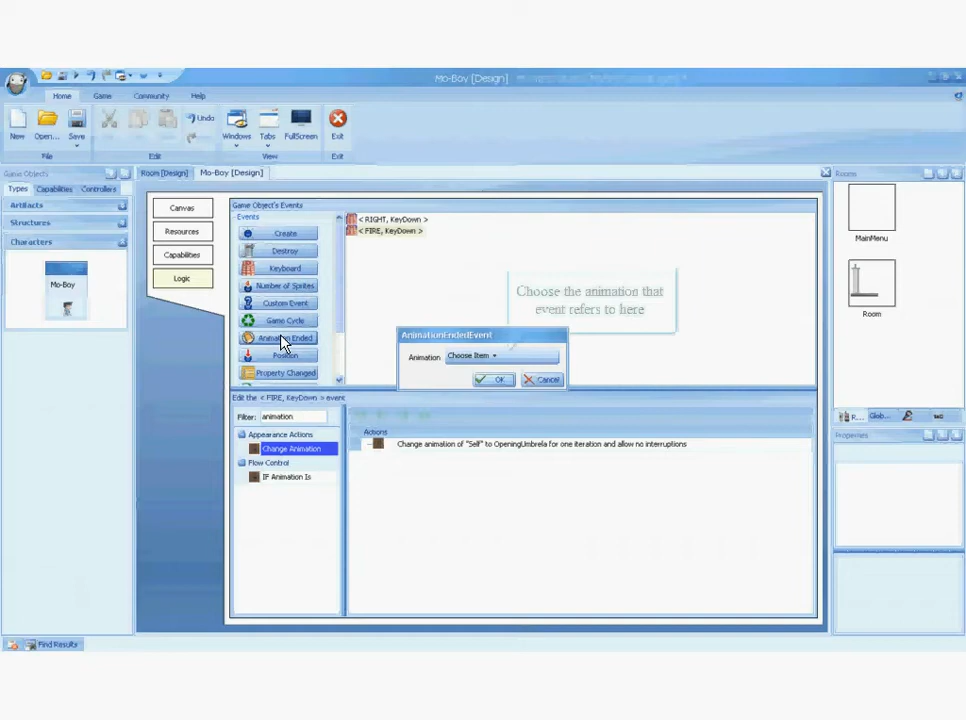 Mo-Boy [Design]
Home Game Community Help
New Open... Save Undo Windows Tabs FullScreen Exit
File Edit View Exit
Game Objects
Room [Design] Mo-Boy [Design]
Rooms
Types Capabilities Controllers
Artifacts
Structures
Characters
Mo-Boy
Canvas
Resources
Capabilities
Logic
Game Object's Events
Events
Create
Destroy
Keyboard
Number of Sprites
Custom Event
Game Cycle
Animation Ended
Position
Property Changed
< RIGHT, KeyDown >
< FIRE, KeyDown >
Choose the animation that
event refers to here
AnimationEndedEvent
Animation Choose Item
OK Cancel
Edit the < FIRE, KeyDown > event
Filter: animation
Appearance Actions
Change Animation
Flow Control
IF Animation Is
Actions
Change animation of "Self" to OpeningUmbrela for one iteration and allow no interruptions
MainMenu
Room
R... Glob...
Properties
Find Results